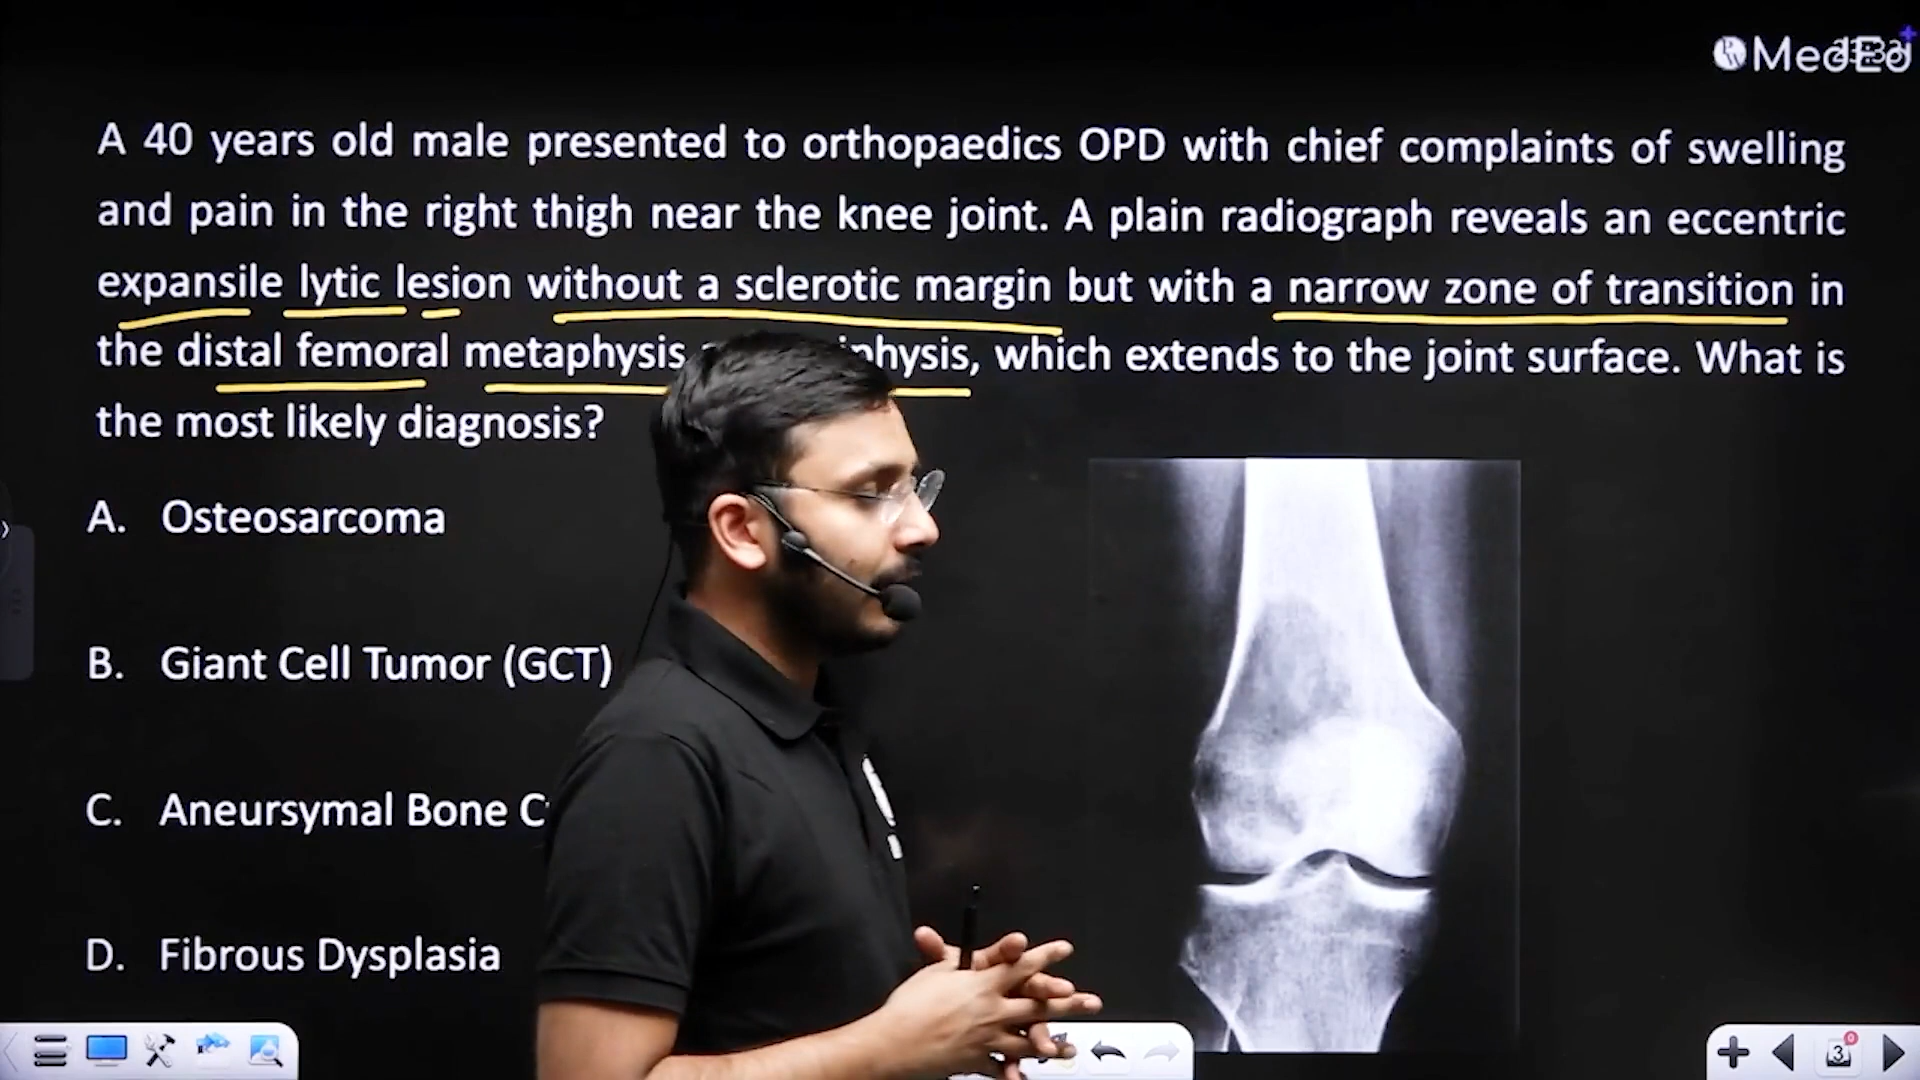 MedEd
A 40 years old male presented to orthopaedics OPD with chief complaints of swelling
and pain in the right thigh near the knee joint. A plain radiograph reveals an eccentric
expansile lytic lesion without a sclerotic margin but with a narrow zone of transition in
the distal femoral metaphysis which extends to the joint surface. What is
the most likely diagnosis?
A. Osteosarcoma
B. Giant Cell Tumor (GCT)
C. Aneursymal Bone
D. Fibrous Dysplasia
3